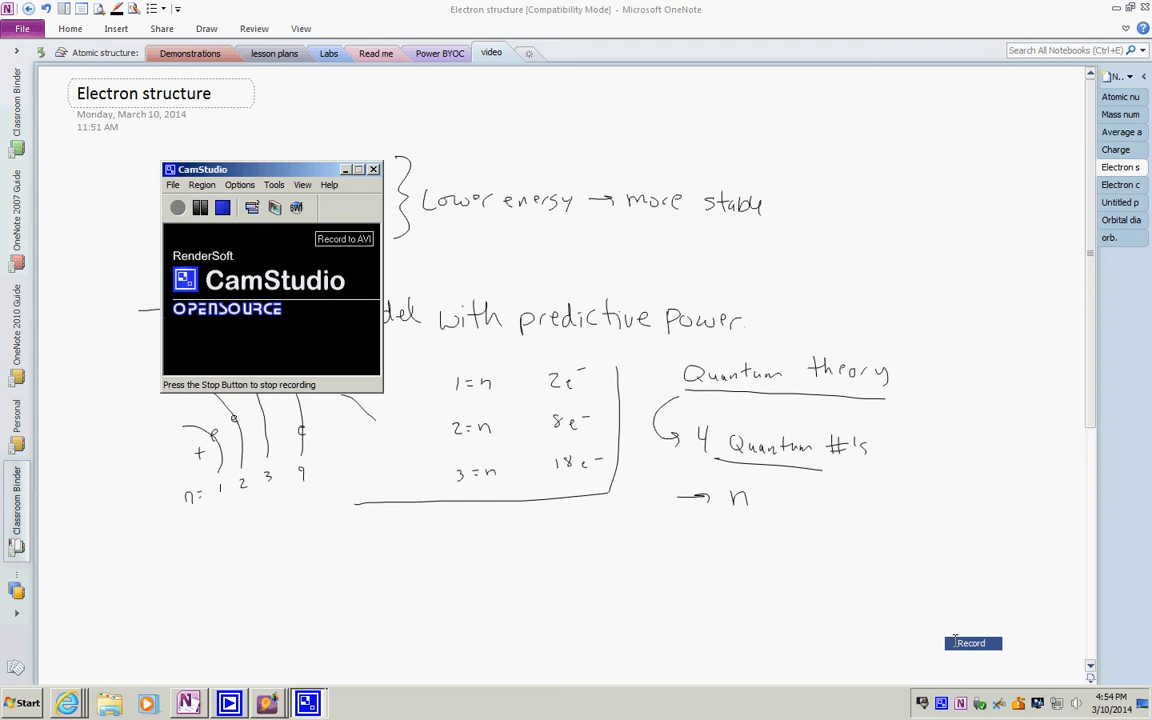 Electron structure [Compatibility Mode] - Microsoft OneNote
File Home Insert Share Draw Review View
Atomic structure: Demonstrations lesson plans Labs Read me Power BYOC video
Search All Notebooks (Ctrl+E)
Electron structure
Monday, March 10, 2014
11:51 AM
CamStudio
File Region Options Tools View Help
Record to AVI
RenderSoft
CamStudio
OPENSOURCE
Press the Stop Button to stop recording
Lower energy → more stable
del with predictive power.
1=n 2e⁻
2=n 8e⁻
3=n 18e⁻
Quantum theory
4 Quantum #'s
→ n
+ e e e
n= 1 2 3 4
Classroom Binder
OneNote 2007 Guide
OneNote 2010 Guide
Personal
Classroom Binder
N..
Atomic nu
Mass num
Average a
Charge
Electron s
Electron c
Untitled p
Orbital dia
orb.
Record
Start
4:54 PM
3/10/2014